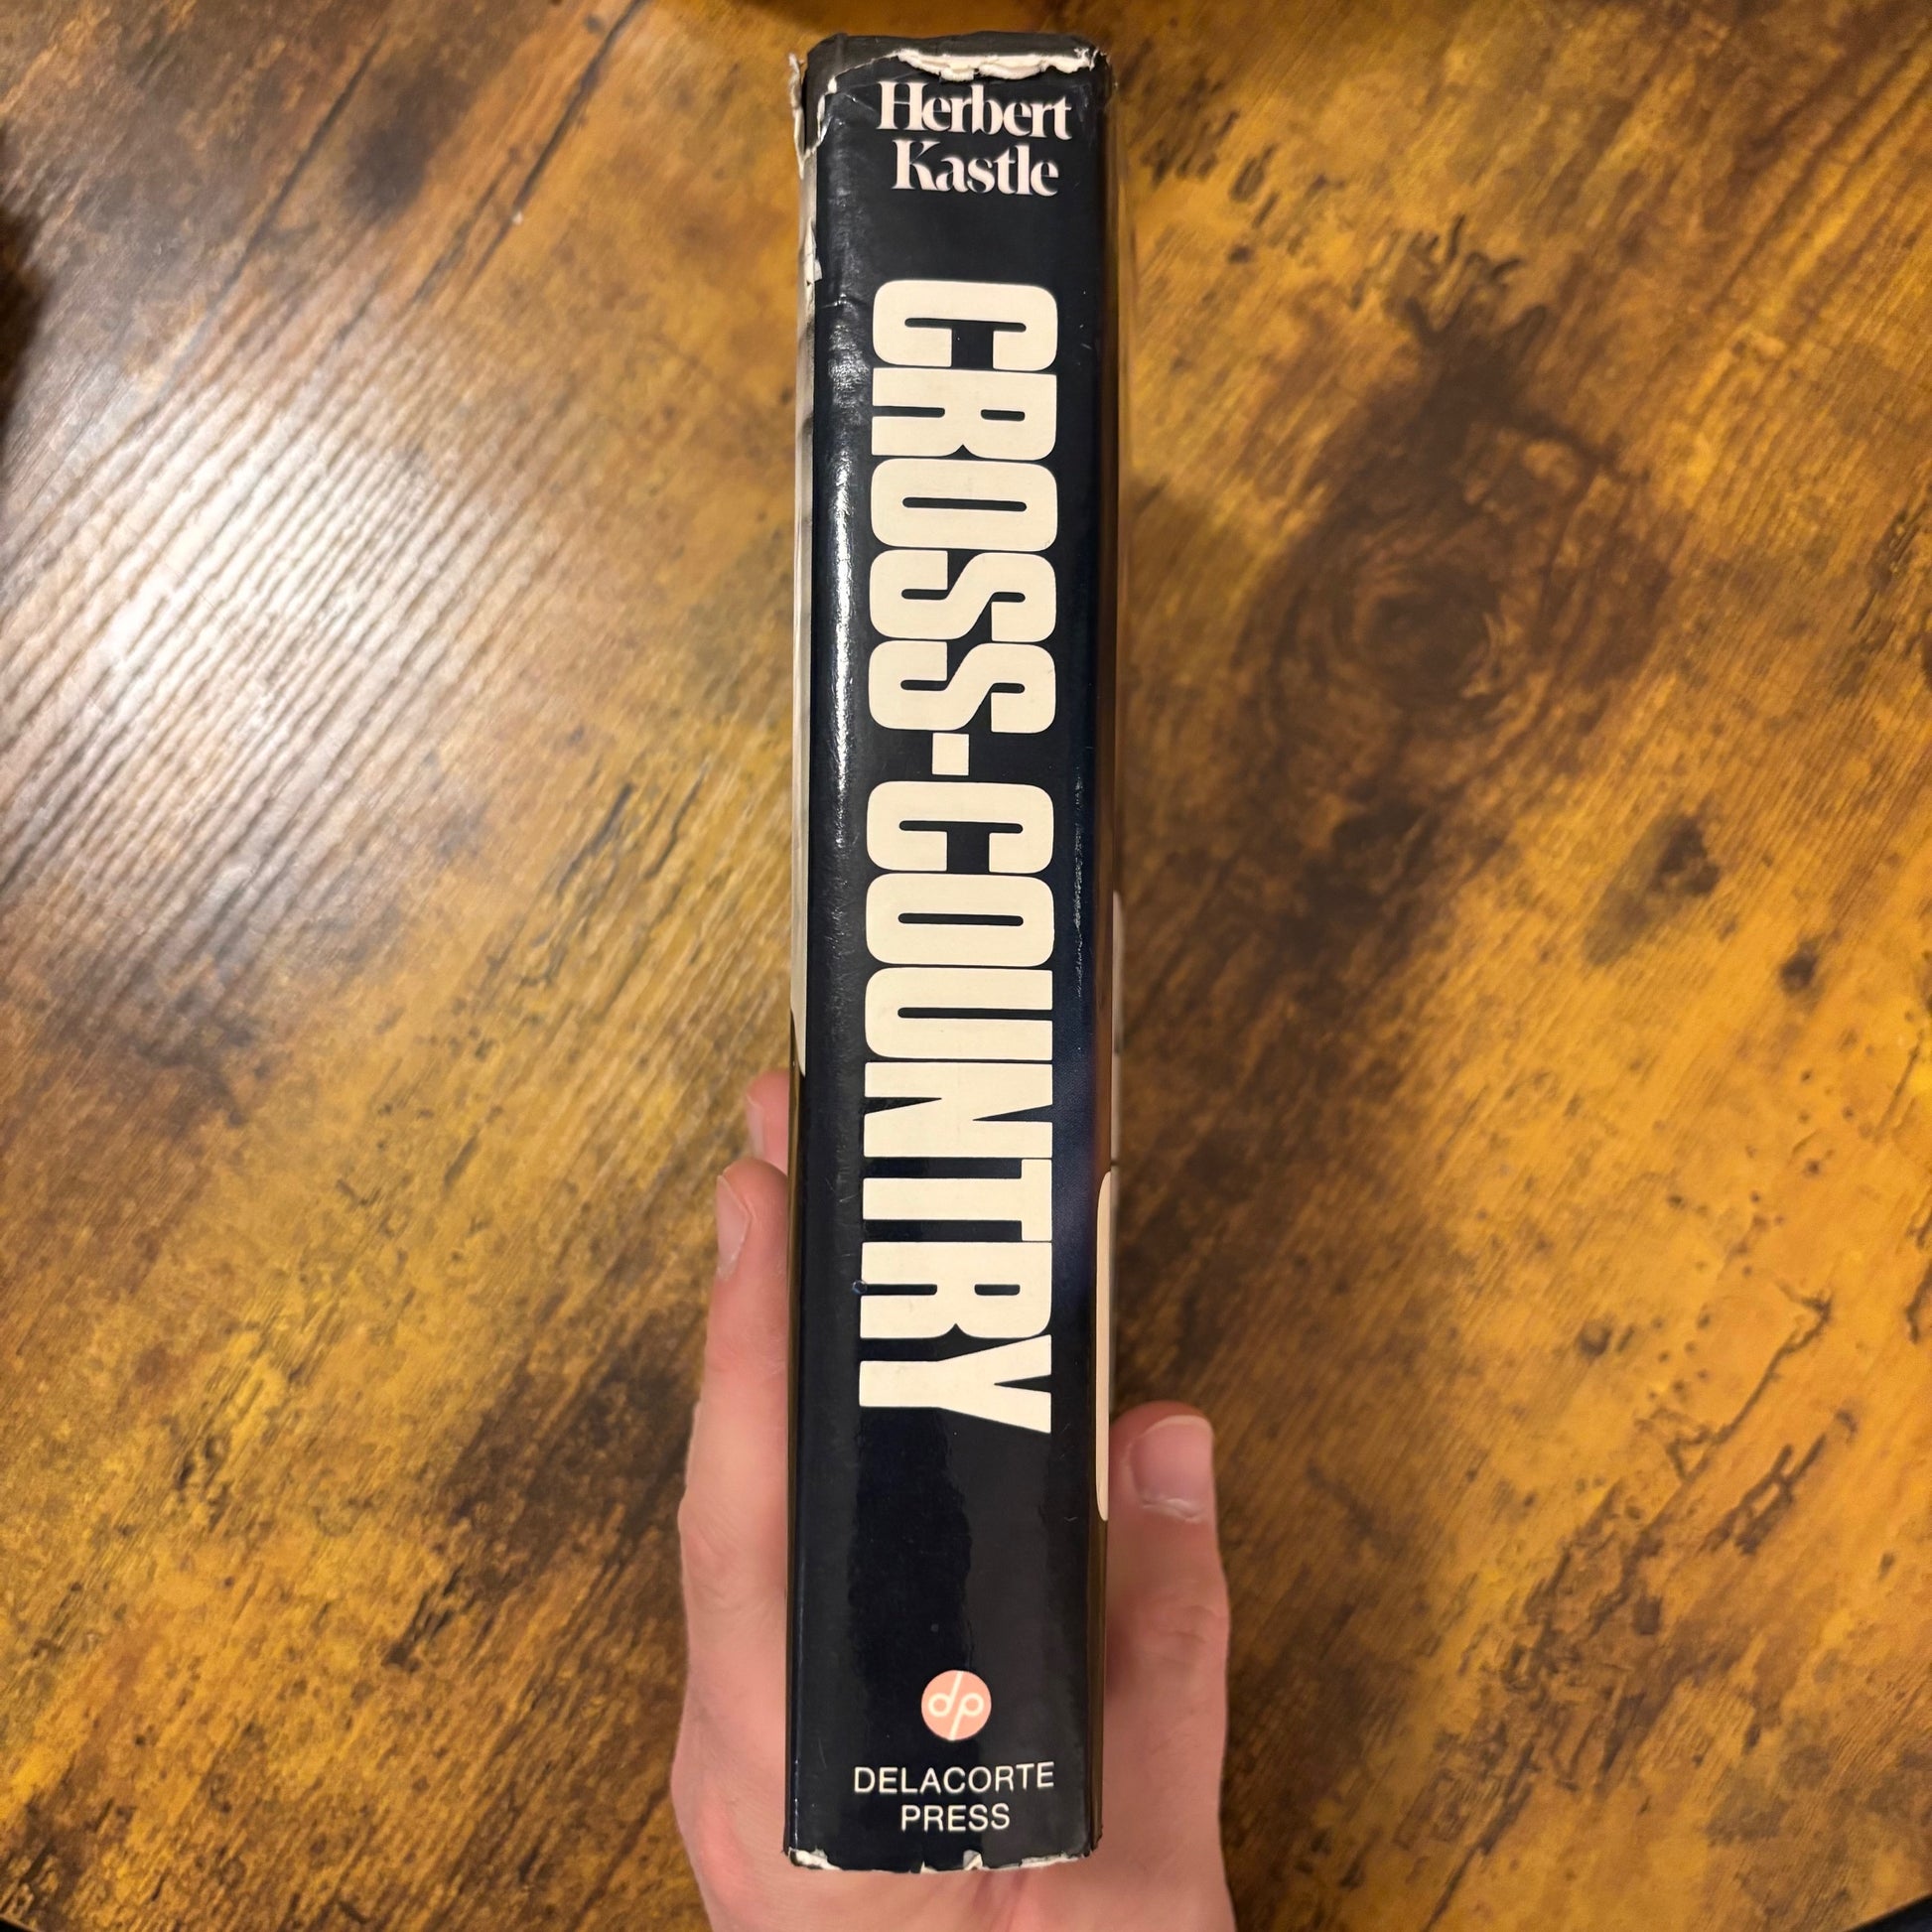 Herbert
Kastle
CROSS-COUNTRY
dp
DELACORTE
PRESS